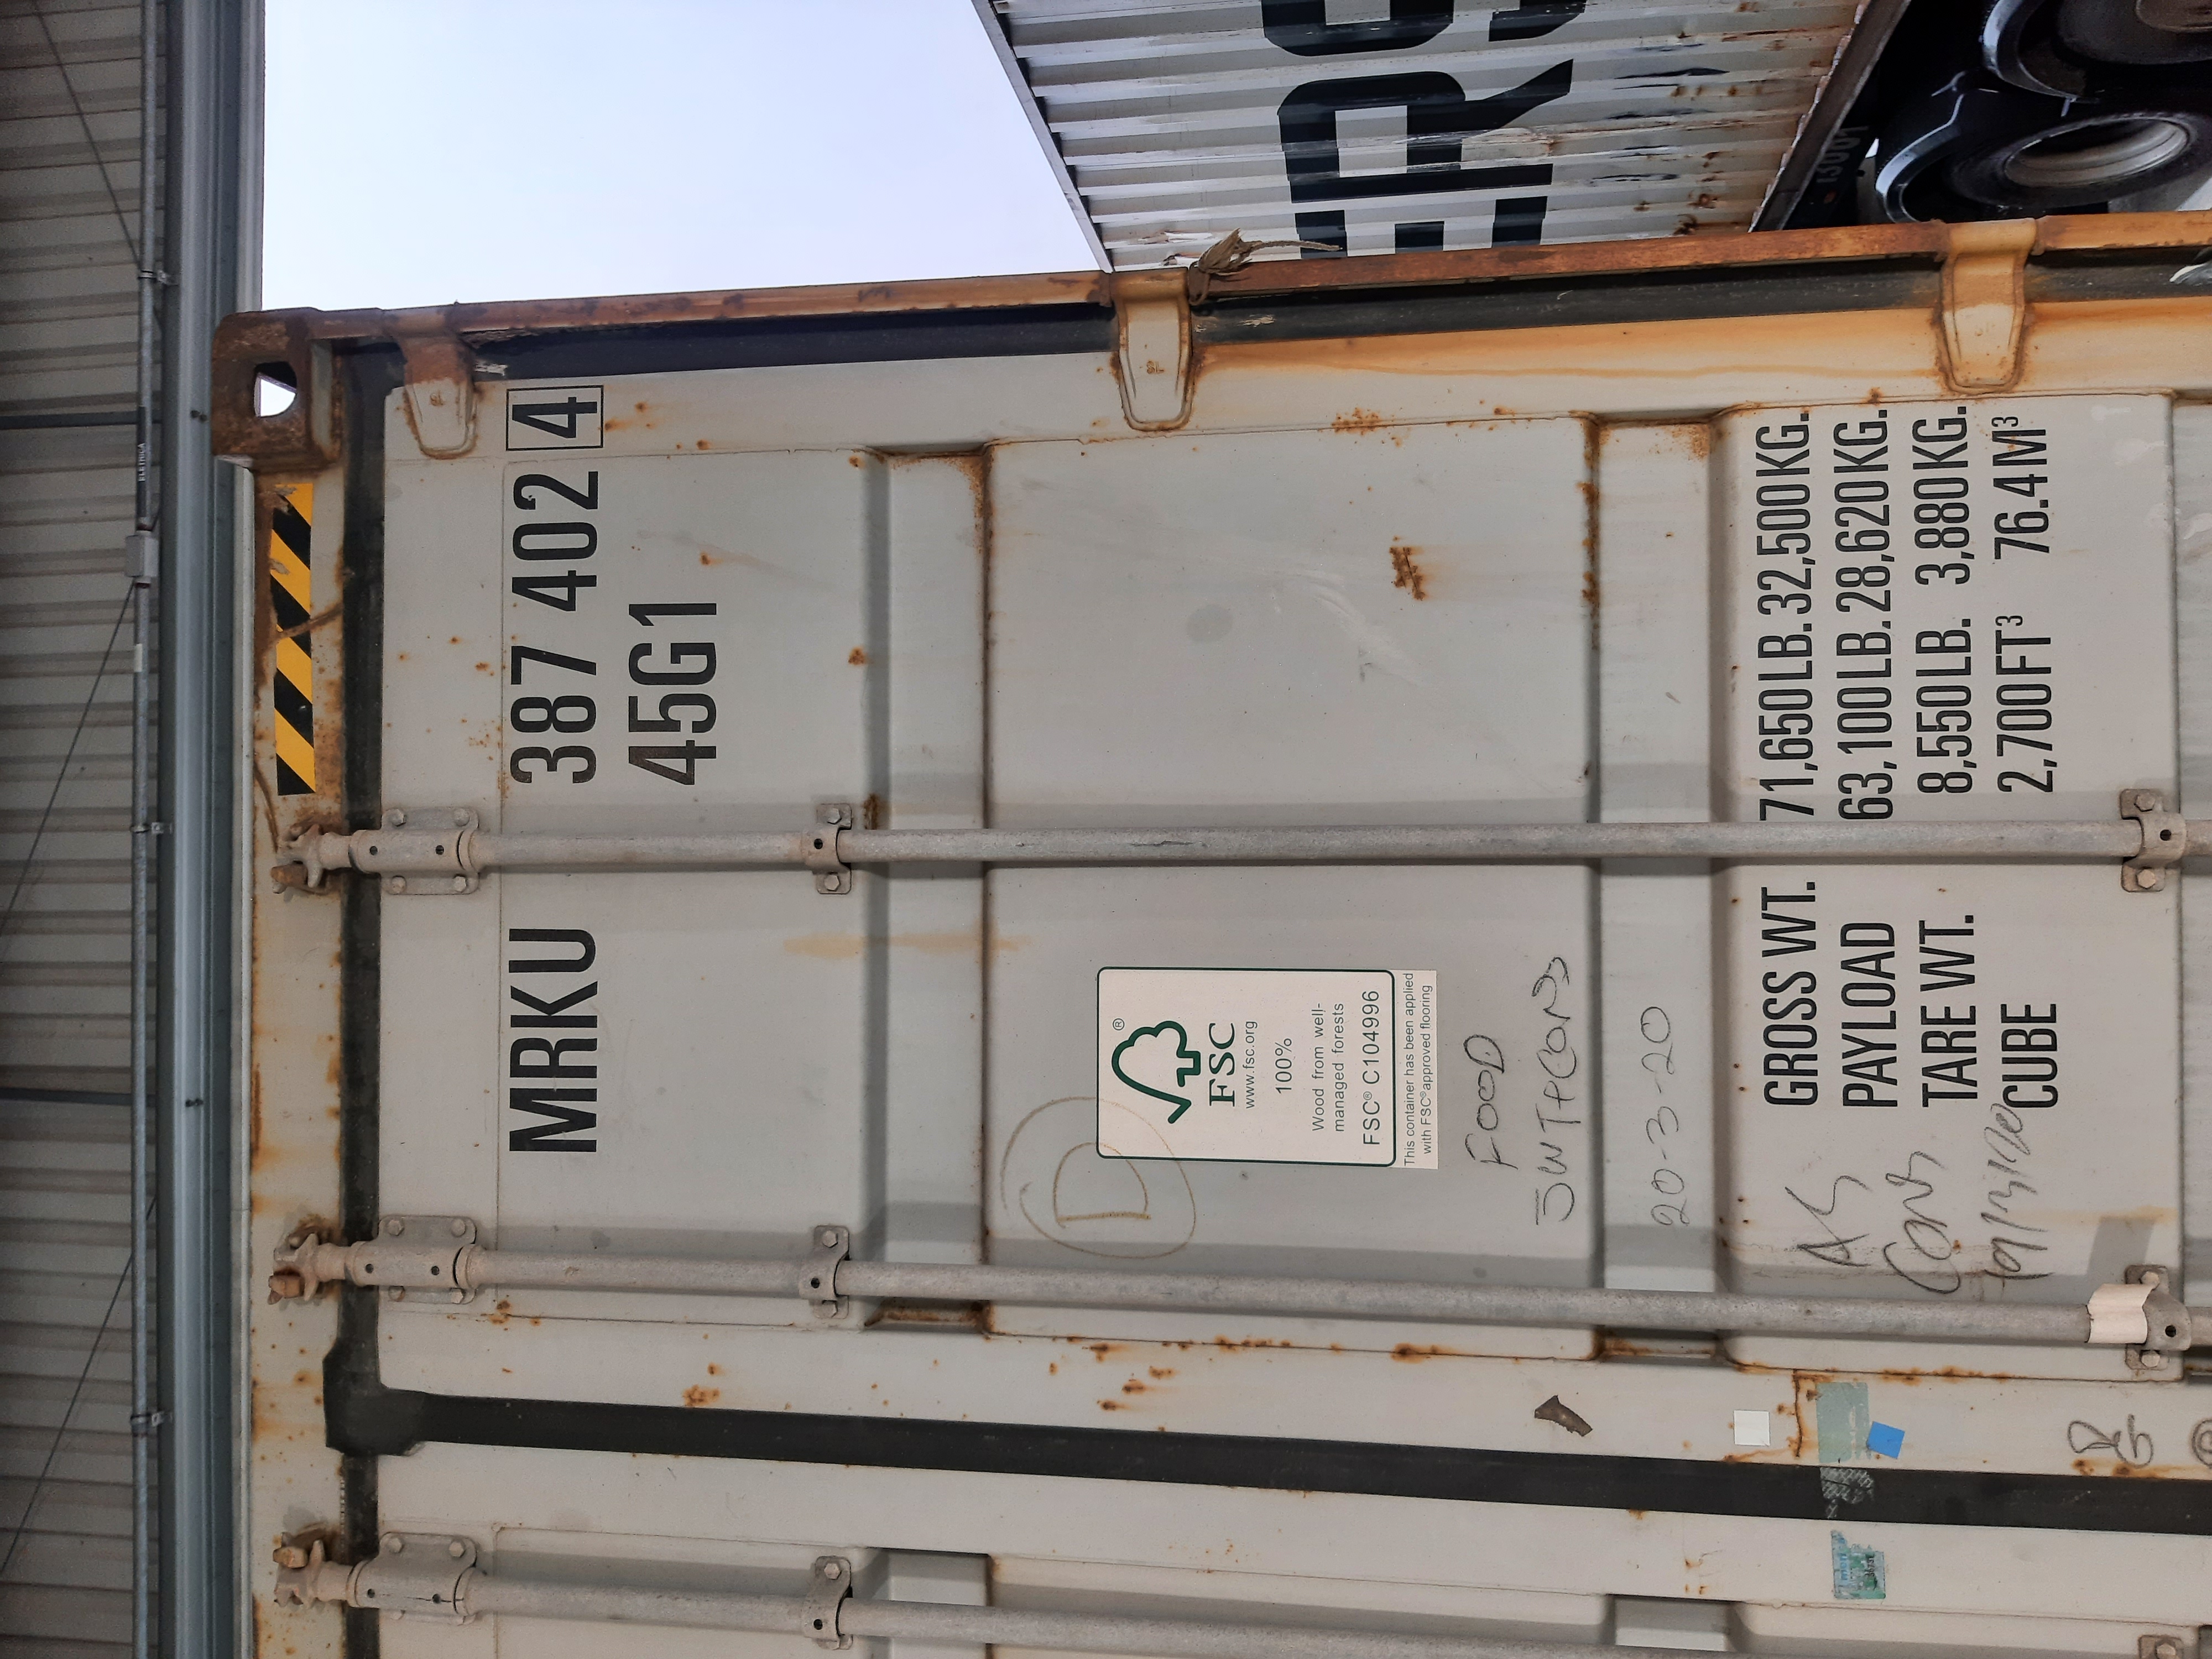 MRKU 387 402 4
45G1
D
FSC®
www.fsc.org
100%
Wood from well-
managed forests
FSC® C104996
This container has been applied
with FSC® approved flooring
FOOD
20-3-20
GROSS WT. 71,650LB. 32,500KG.
PAYLOAD 63,100LB. 28,620KG.
TARE WT. 8,550LB. 3,880KG.
CUBE 2,700FT³ 76.4M³
ERS